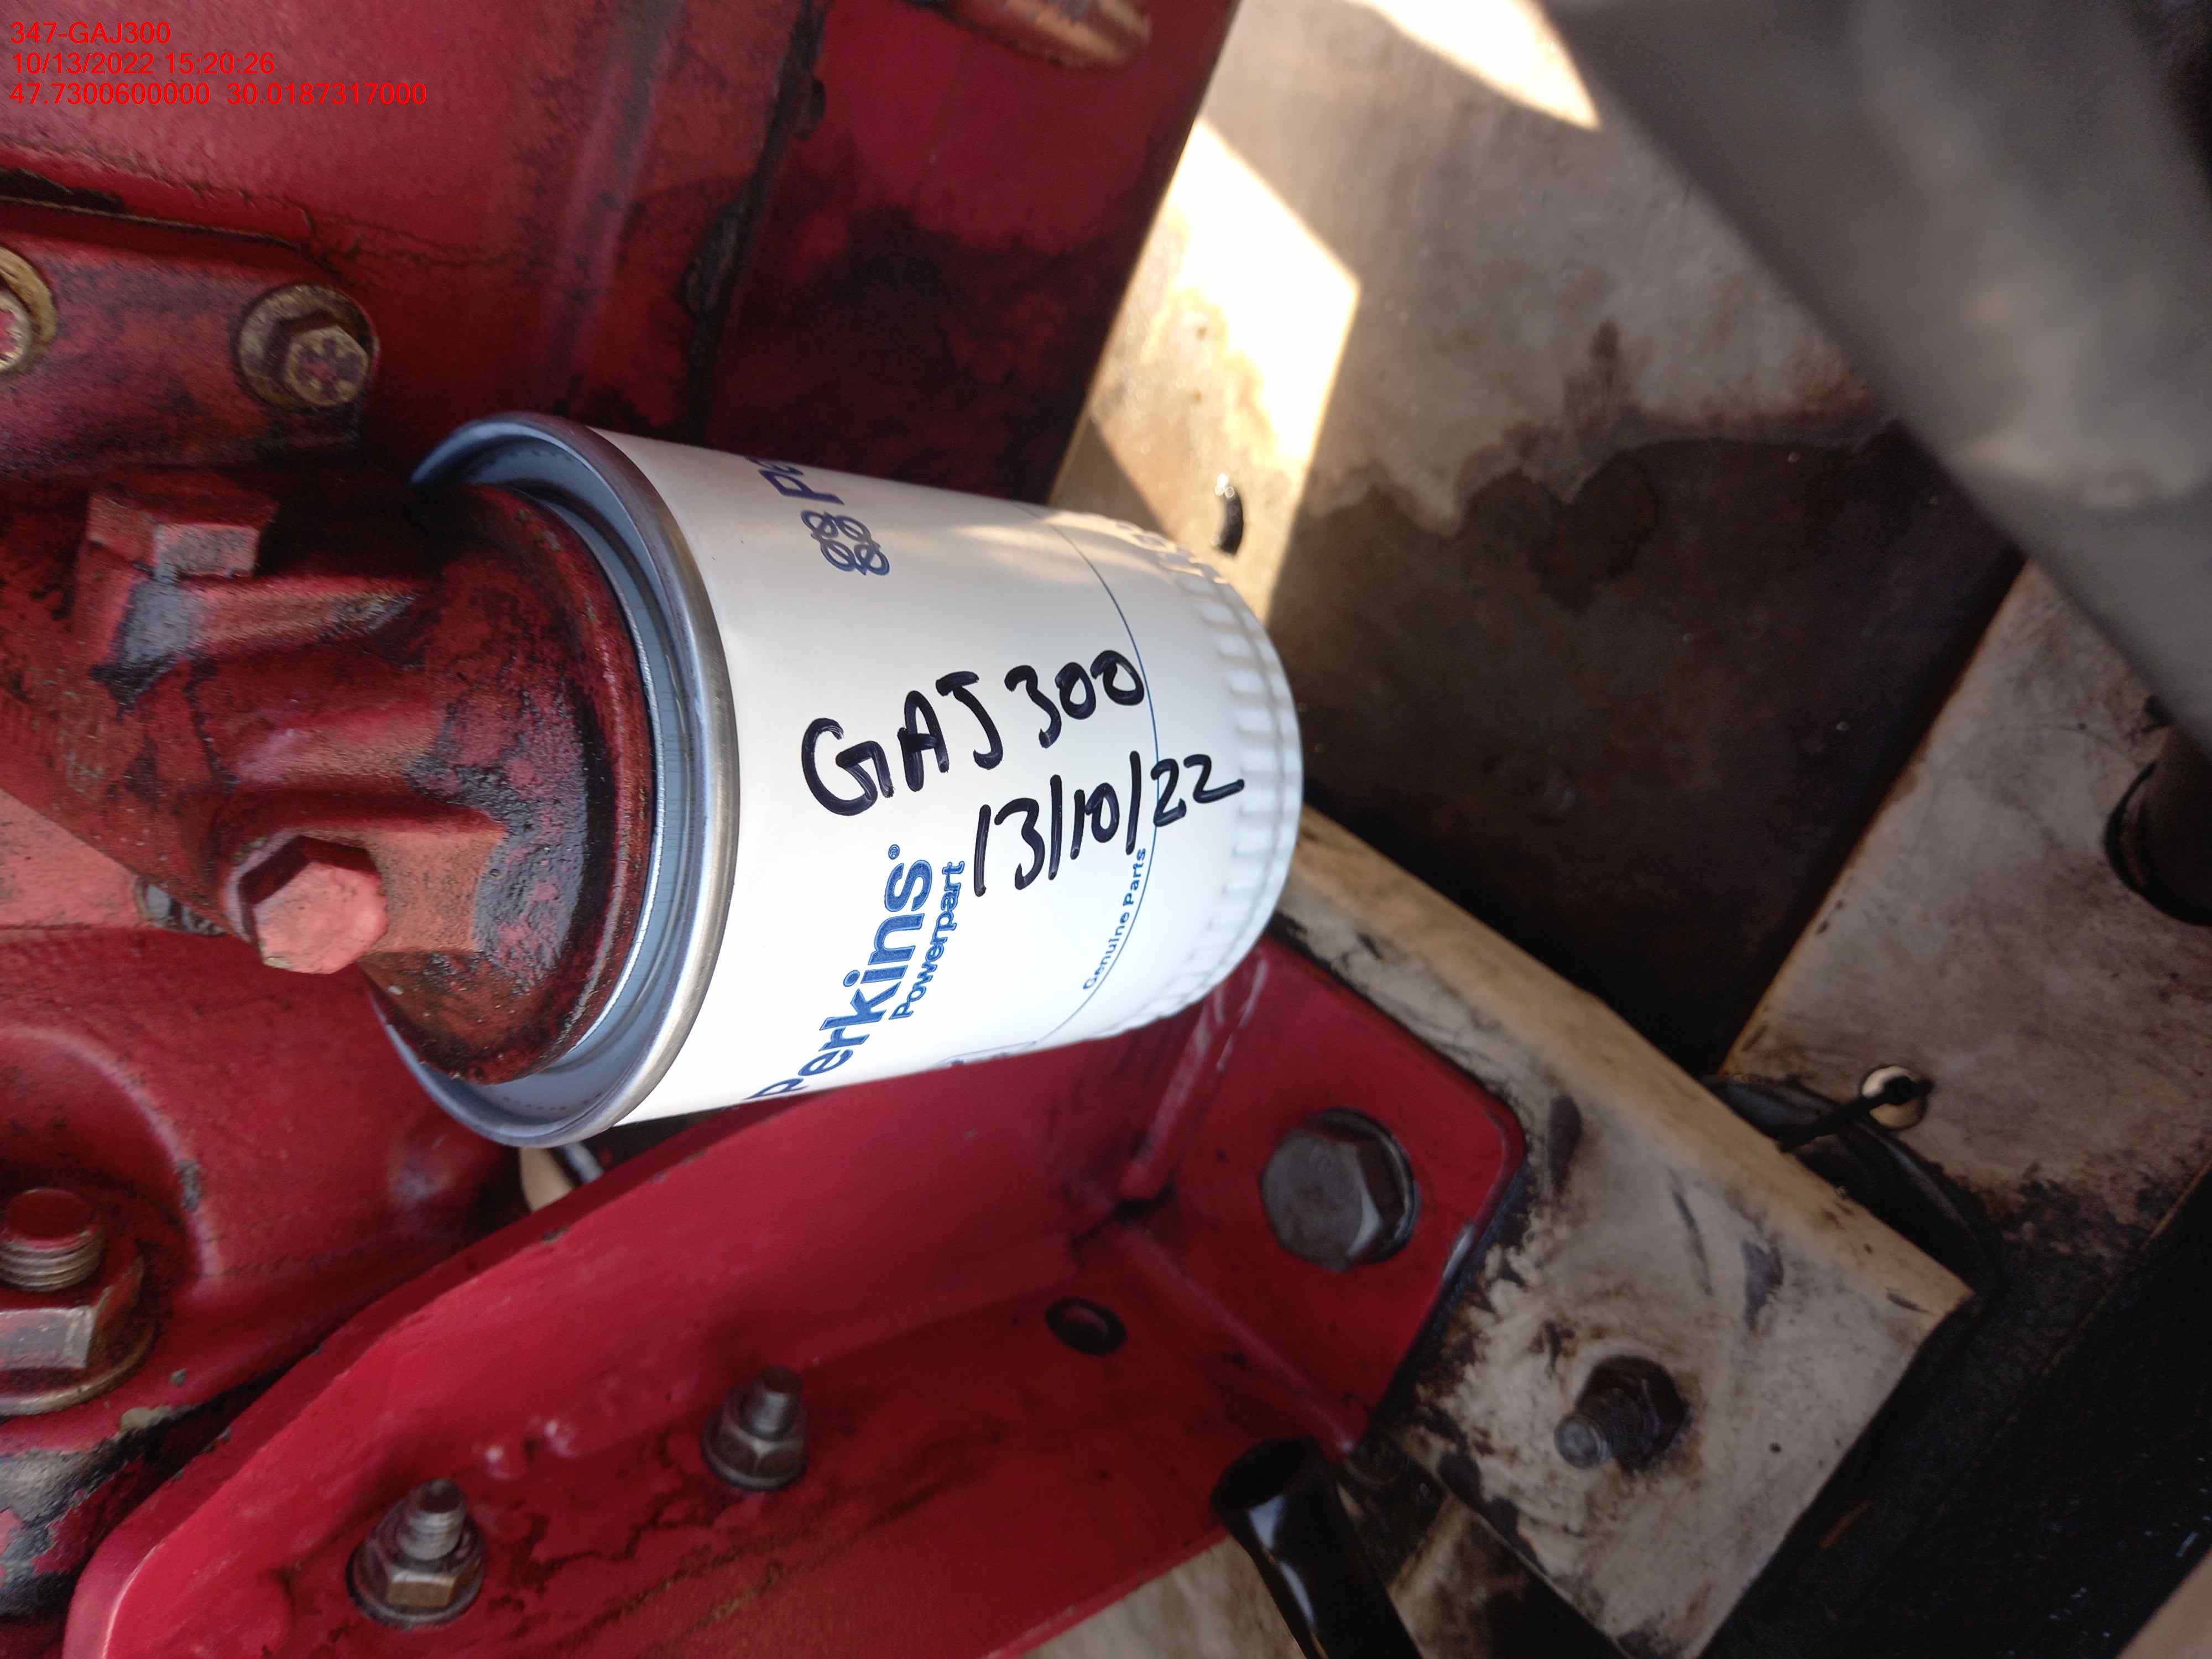 347-GAJ300
10/13/2022 15:20:26
47.7300600000 30.0187317000
GAJ300
13/10/22
Perkins®
Powerpart
Genuine Parts